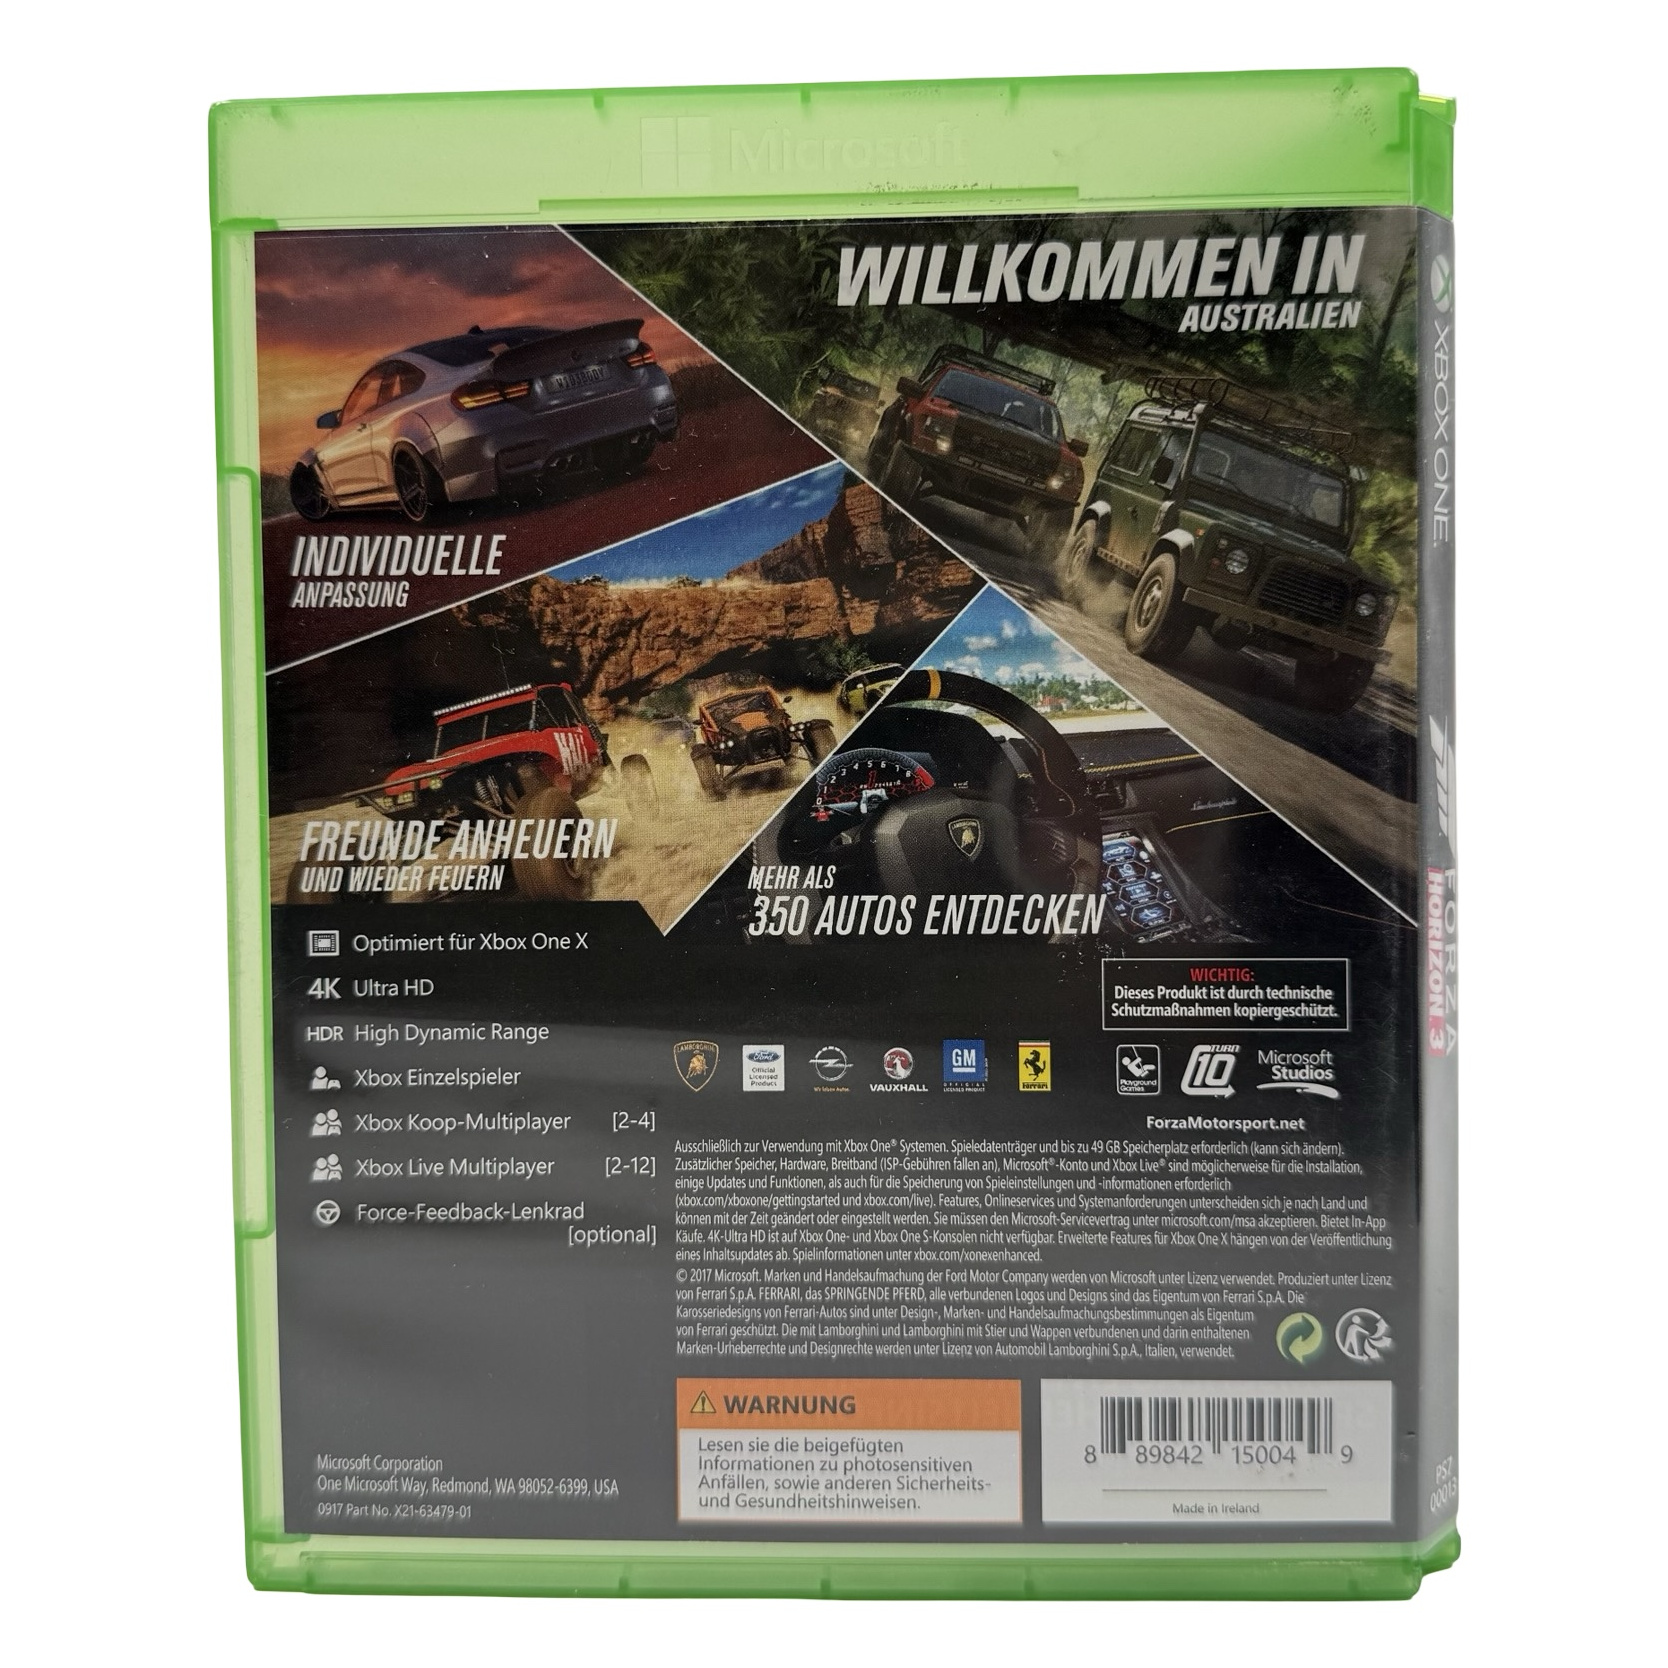 Microsoft
WILLKOMMEN IN
AUSTRALIEN
INDIVIDUELLE
ANPASSUNG
FREUNDE ANHEUERN
UND WIEDER FEUERN
MEHR ALS
350 AUTOS ENTDECKEN
Optimiert für Xbox One X
4K Ultra HD
HDR High Dynamic Range
Xbox Einzelspieler
Xbox Koop-Multiplayer [2-4]
Xbox Live Multiplayer [2-12]
Force-Feedback-Lenkrad
[optional]
WICHTIG:
Dieses Produkt ist durch technische
Schutzmaßnahmen kopiergeschützt.
LAMBORGHINI
Ford
Official
Licensed
Product
VAUXHALL
GM
OFFICIAL
LICENSED PRODUCT
Ferrari
Playground
Games
TURN
10
Microsoft
Studios
ForzaMotorsport.net
Ausschließlich zur Verwendung mit Xbox One® Systemen. Spieledatenträger und bis zu 49 GB Speicherplatz erforderlich (kann sich ändern).
Zusätzlicher Speicher, Hardware, Breitband (ISP-Gebühren fallen an), Microsoft®-Konto und Xbox Live® sind möglicherweise für die Installation,
einige Updates und Funktionen, als auch für die Speicherung von Spieleinstellungen und -informationen erforderlich
(xbox.com/xboxone/gettingstarted und xbox.com/live). Features, Onlineservices und Systemanforderungen unterscheiden sich je nach Land und
können mit der Zeit geändert oder eingestellt werden. Sie müssen den Microsoft-Servicevertrag unter microsoft.com/msa akzeptieren. Bietet In-App
Käufe. 4K-Ultra HD ist auf Xbox One- und Xbox One S-Konsolen nicht verfügbar. Erweiterte Features für Xbox One X hängen von der Veröffentlichung
eines Inhaltsupdates ab. Spielinformationen unter xbox.com/xonexenhanced.
© 2017 Microsoft. Marken und Handelsaufmachung der Ford Motor Company werden von Microsoft unter Lizenz verwendet. Produziert unter Lizenz
von Ferrari S.p.A. FERRARI, das SPRINGENDE PFERD, alle verbundenen Logos und Designs sind das Eigentum von Ferrari S.p.A. Die
Karosseriedesigns von Ferrari-Autos sind unter Design-, Marken- und Handelsaufmachungsbestimmungen als Eigentum
von Ferrari geschützt. Die mit Lamborghini und Lamborghini mit Stier und Wappen verbundenen und darin enthaltenen
Marken-Urheberrechte und Designrechte werden unter Lizenz von Automobil Lamborghini S.p.A., Italien, verwendet.
WARNUNG
Lesen sie die beigefügten
Informationen zu photosensitiven
Anfällen, sowie anderen Sicherheits-
und Gesundheitshinweisen.
8 89842 15004 9
Made in Ireland
Microsoft Corporation
One Microsoft Way, Redmond, WA 98052-6399, USA
0917 Part No. X21-63479-01
XBOX ONE
FORZA
HORIZON 3
PS7
00013